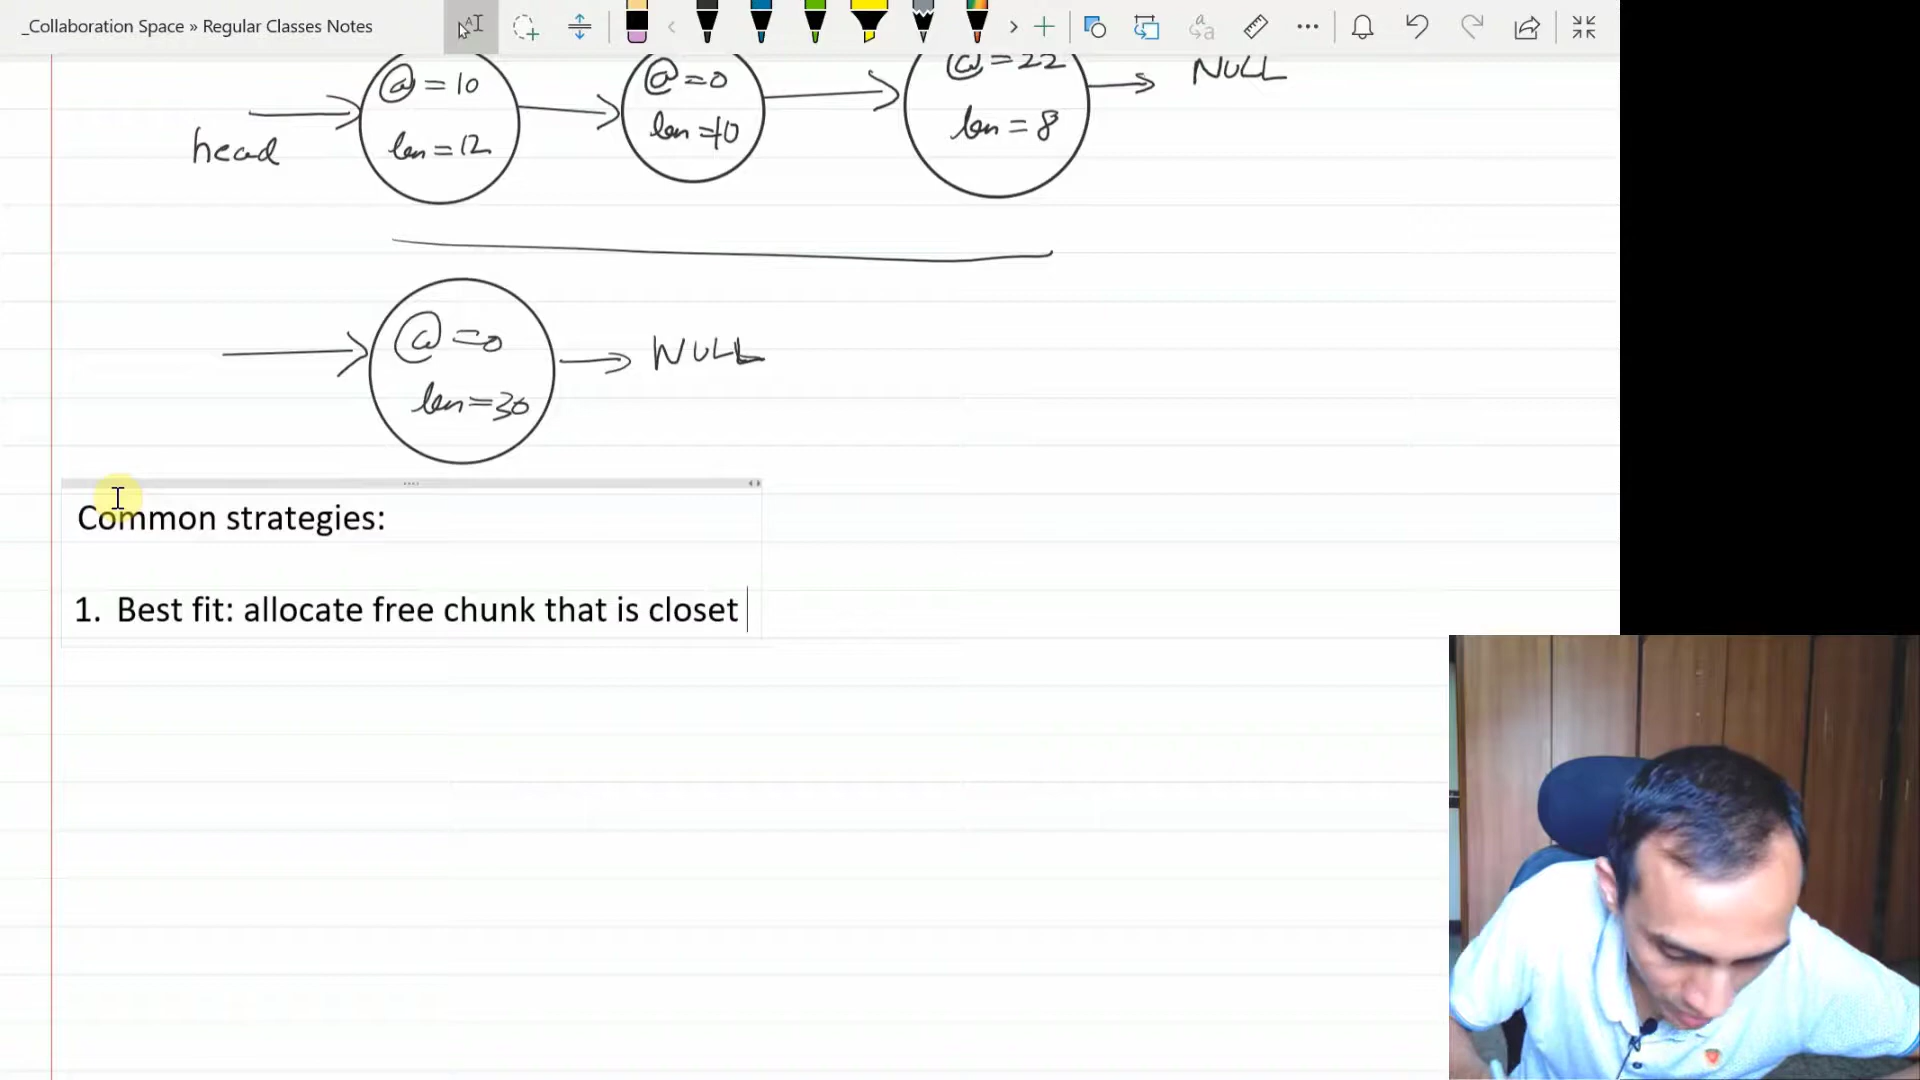 _Collaboration Space » Regular Classes Notes
@ = 10
@ = 0
@ = 22
NULL
head
len = 12
len = 10
len = 8
@ = 0
NULL
len = 30
Common strategies:
1. Best fit: allocate free chunk that is closet